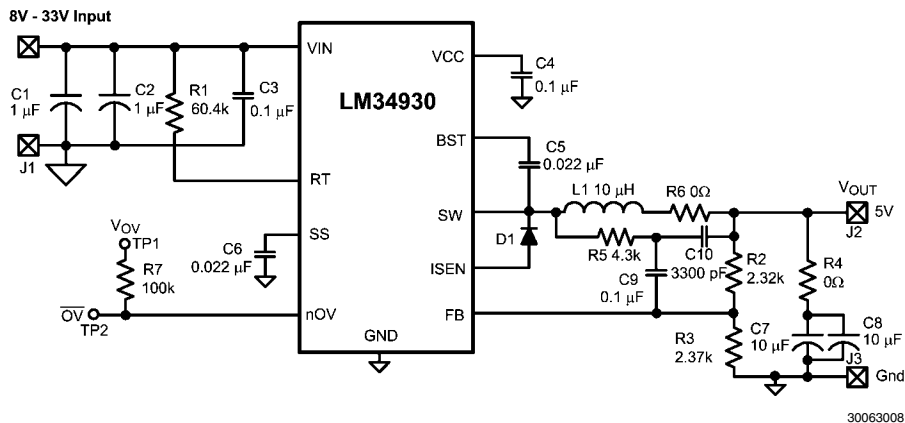 8V - 33V Input
VIN
C1
1 µF
C2
1 µF
R1
60.4k
C3
0.1 µF
J1
RT
LM34930
VCC
C4
0.1 µF
BST
C5
0.022 µF
L1 10 µH
R6 0Ω
VOUT
5V
J2
SW
D1
R5 4.3k
C10
3300 pF
R2
2.32k
R4
0Ω
ISEN
C9
0.1 µF
VOV
TP1
C6
0.022 µF
SS
R7
100k
OV
TP2
nOV
FB
GND
R3
2.37k
C7
10 µF
C8
10 µF
J3
Gnd
30063008